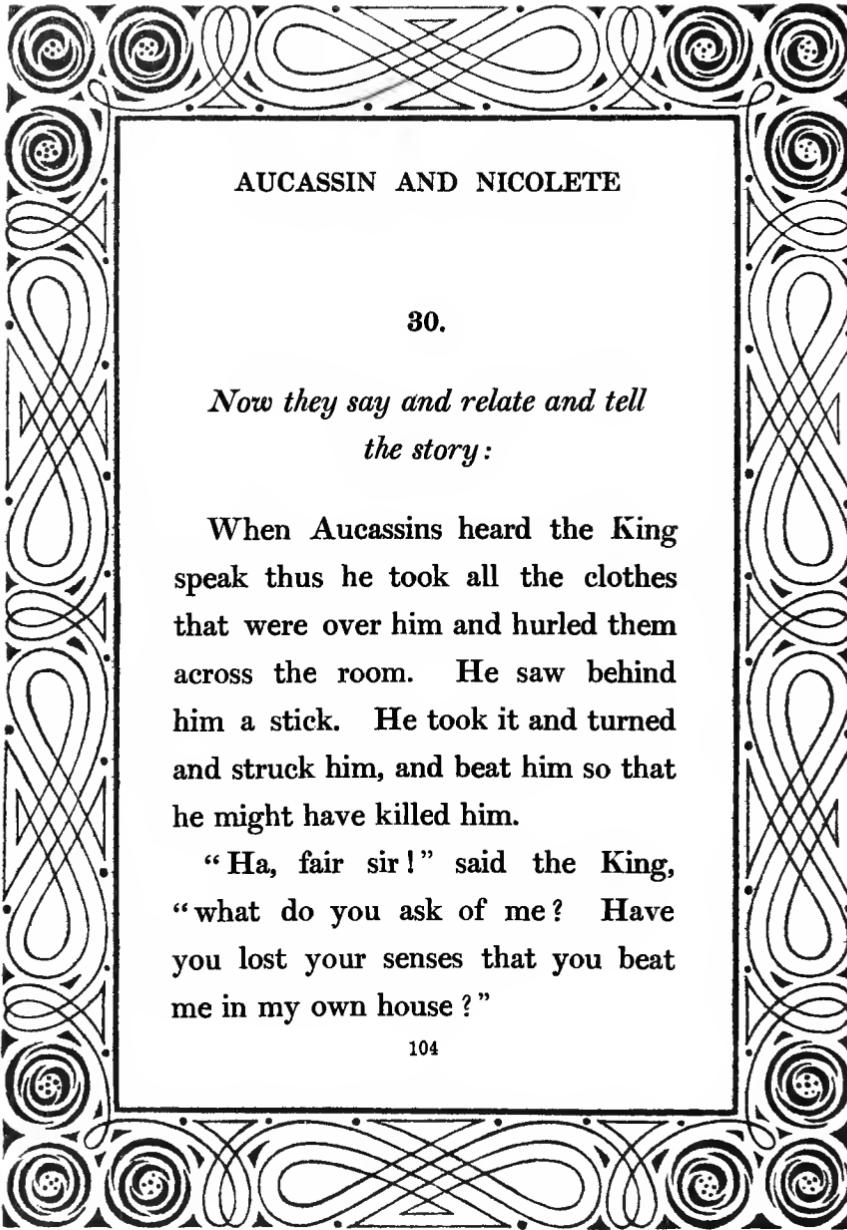 AUCASSIN AND NICOLETE
30.
Now they say and relate and tell
the story:
When Aucassins heard the King
speak thus he took all the clothes
that were over him and hurled them
across the room. He saw behind
him a stick. He took it and turned
and struck him, and beat him so that
he might have killed him.
“Ha, fair sir!” said the King,
“what do you ask of me? Have
you lost your senses that you beat
me in my own house?”
104